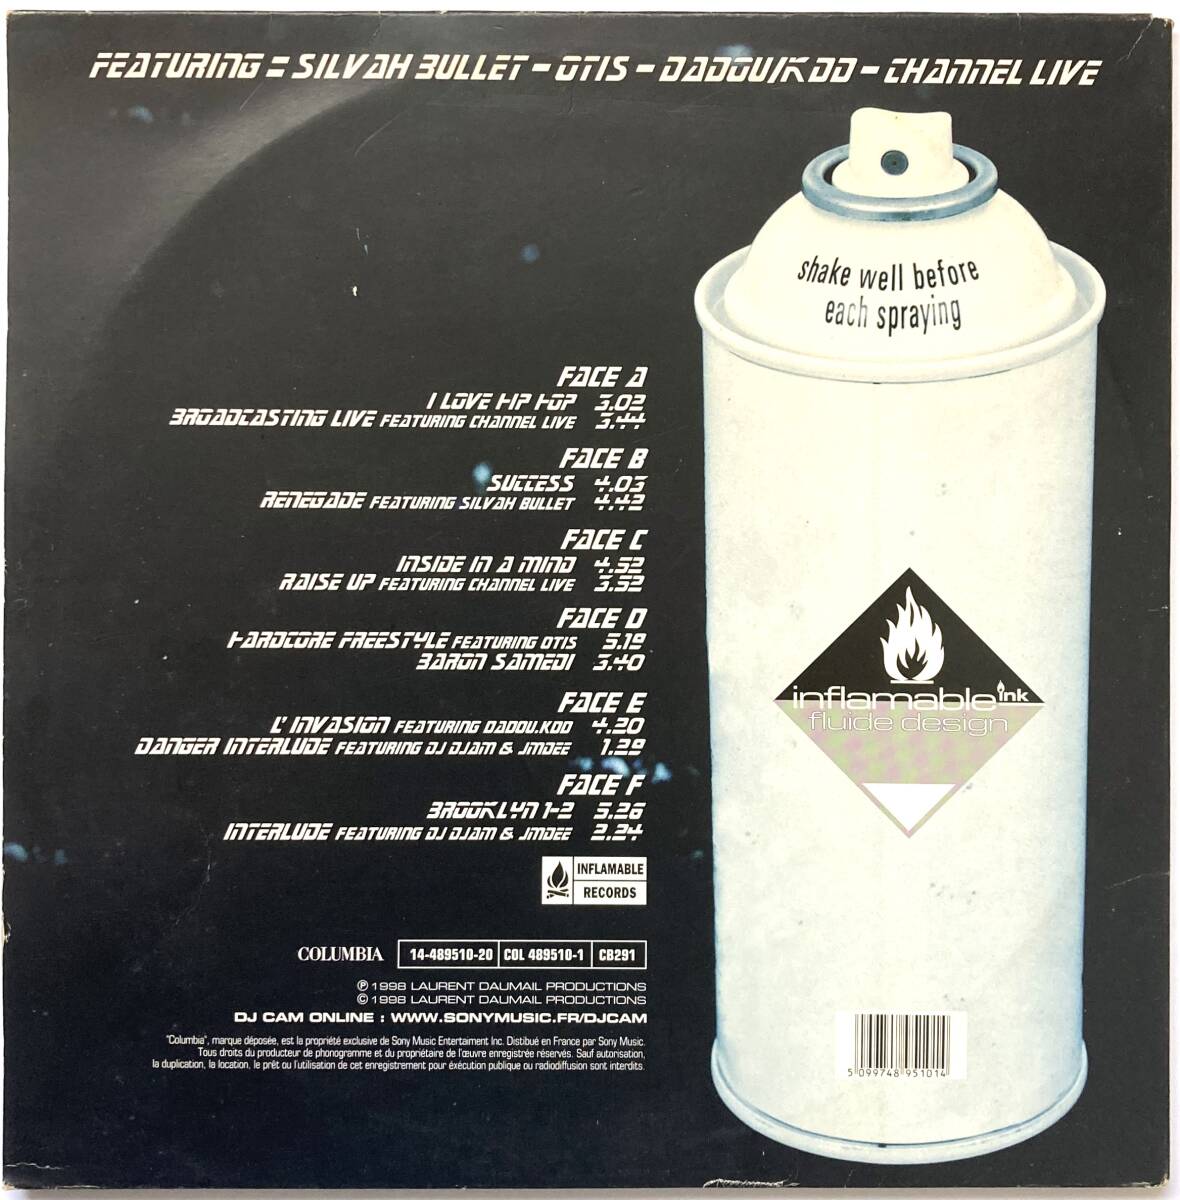 FEATURING = SILVAH BULLET - OTIS - DADOU/KDD - CHANNEL LIVE
shake well before
each spraying
FACE A
I LOVE HIP HOP 3.02
BROADCASTING LIVE FEATURING CHANNEL LIVE 3.44
FACE B
SUCCESS 4.03
RENEGADE FEATURING SILVAH BULLET 4.42
FACE C
INSIDE IN A MIND 4.52
RAISE UP FEATURING CHANNEL LIVE 3.52
FACE D
HARDCORE FREESTYLE FEATURING OTIS 5.19
BARON SAMEDI 3.40
FACE E
L' INVASION FEATURING DADOU.KDD 4.20
DANGER INTERLUDE FEATURING DJ DJAM & JMDEE 1.29
FACE F
BROOKLYN 1-2 5.26
INTERLUDE FEATURING DJ DJAM & JMDEE 2.24
inflamable ink
fluide design
INFLAMABLE
RECORDS
COLUMBIA 14-489510-20 COL 489510-1 CB291
℗ 1998 LAURENT DAUMAIL PRODUCTIONS
© 1998 LAURENT DAUMAIL PRODUCTIONS
DJ CAM ONLINE : WWW.SONYMUSIC.FR/DJCAM
"Columbia", marque déposée, est la propriété exclusive de Sony Music Entertaiment Inc. Distibué en France par Sony Music.
Tous droits du producteur de phonogramme et du propriétaire de l'œuvre enregistrée réservés. Sauf autorisation,
la duplication, la location, le prêt ou l'utilisation de cet enregistrement pour éxécution publique ou radiodiffusion sont interdits.
5 099748 951014